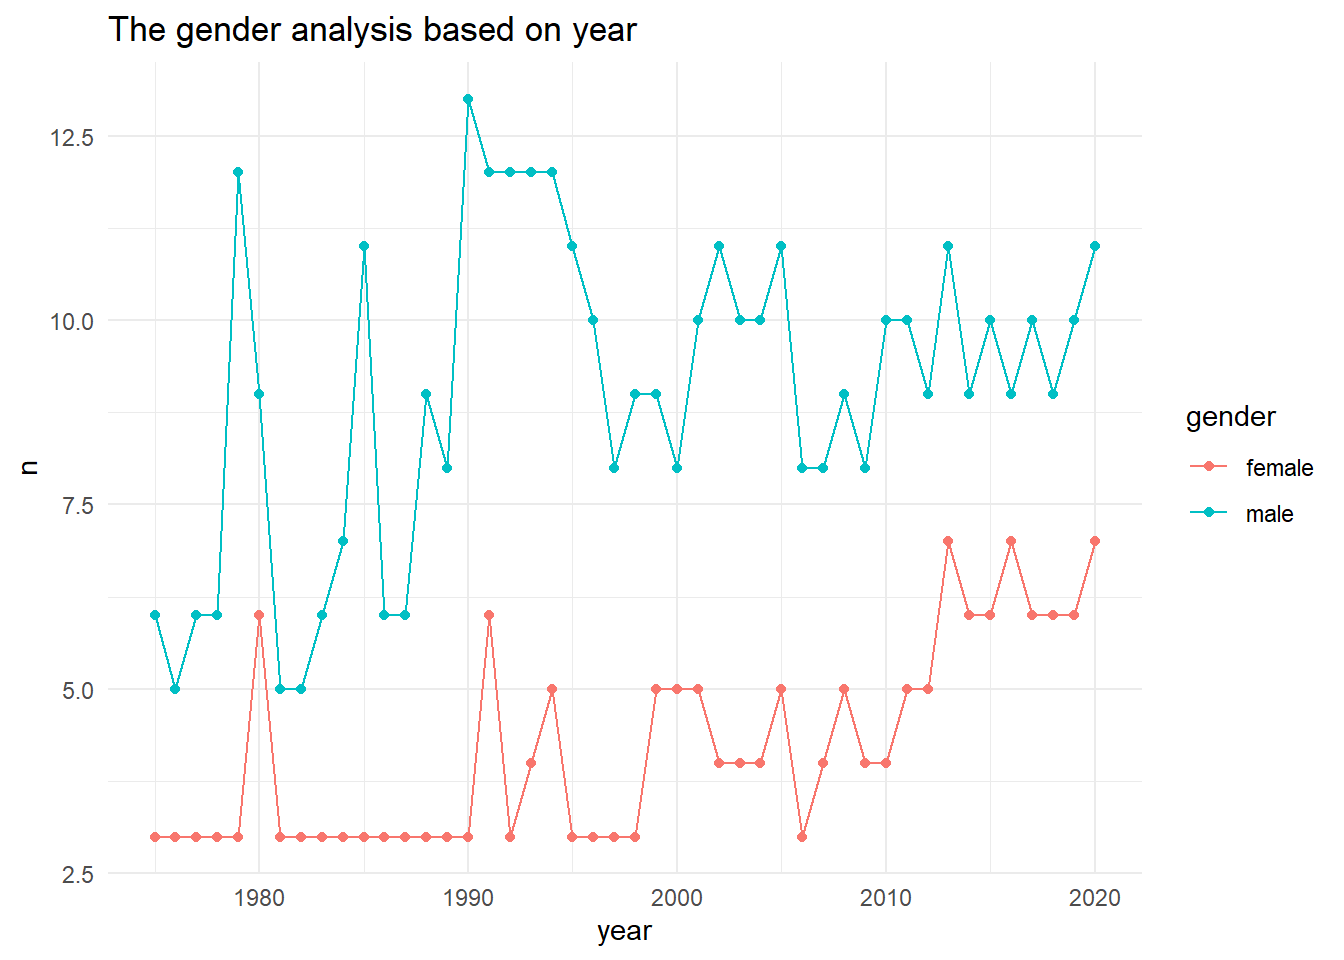 The gender analysis based on year
12.5
10.0
7.5
5.0
2.5
n
1980 1990 2000 2010 2020
year
gender
female
male